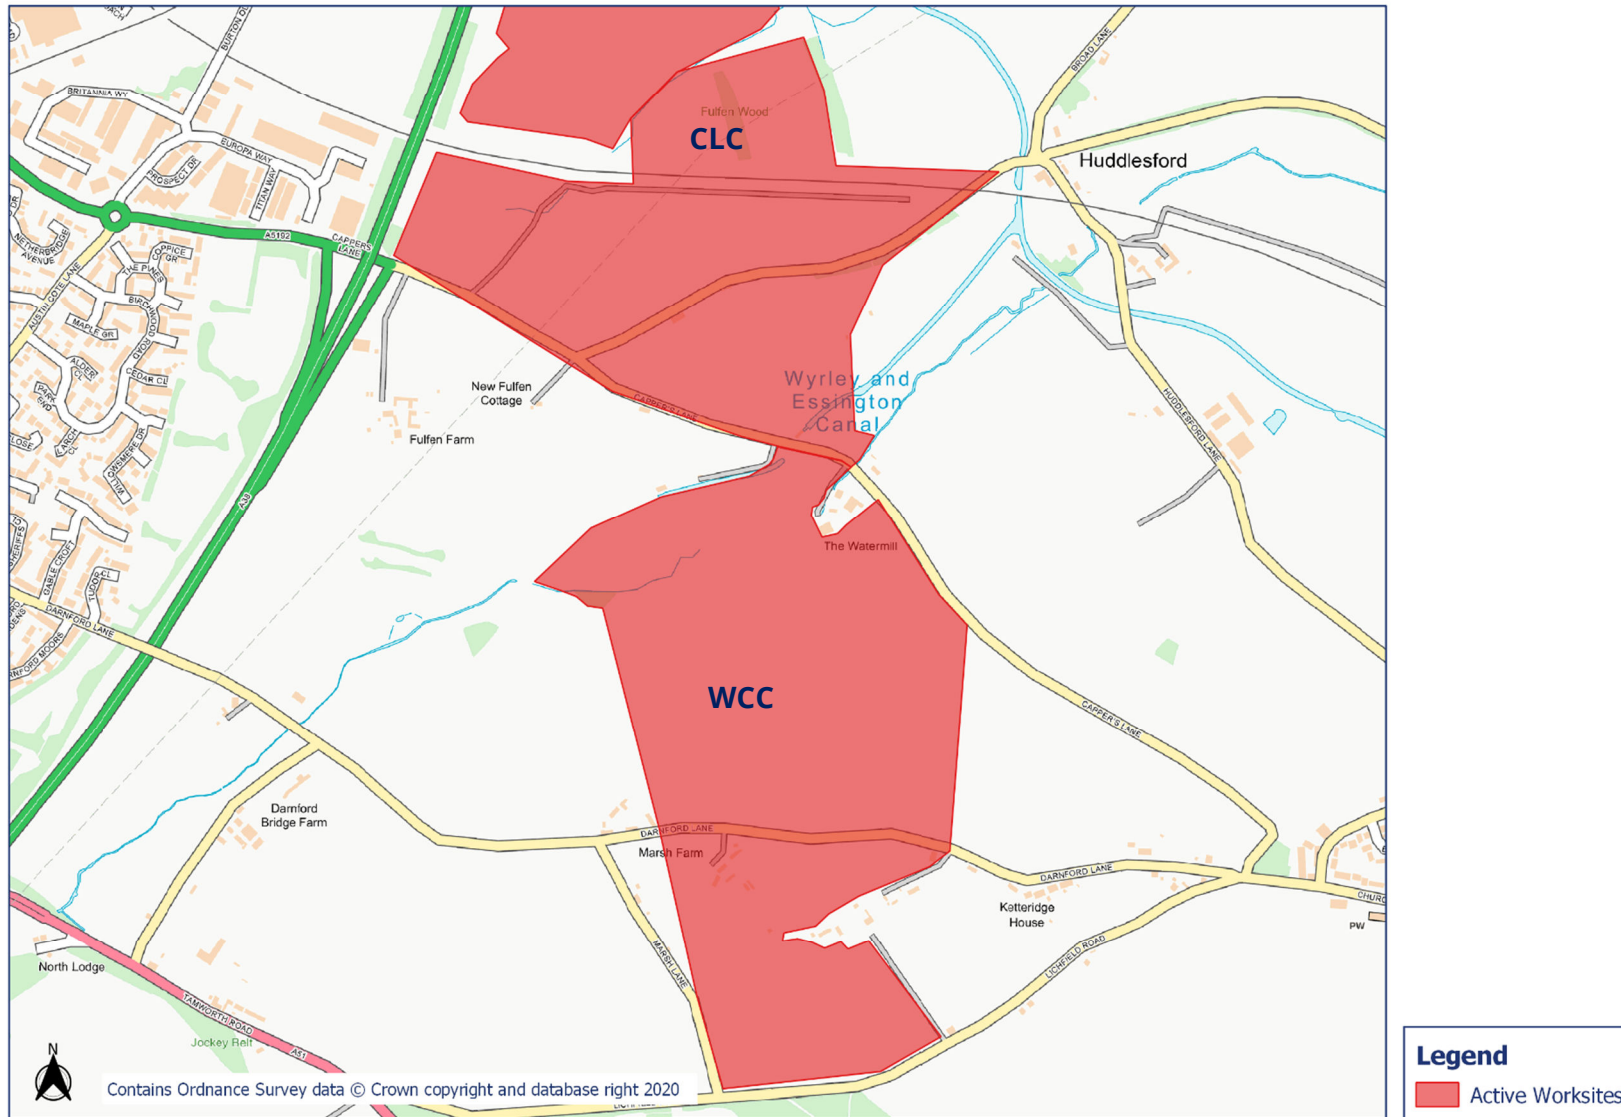 BURTON OL
BROAD LANE
BRITANNIA WY
Fulfen Wood
CLC
EUROPA WAY
Huddlesford
PROSPECT DR
TITAN WAY
A5192
CAPPERS
LANE
NETHERBRIDGE
AVENUE
COPPICE
GR
THE PINES
AUSTIN COTE LANE
BIRCHWOOD
ROAD
MAPLE GR
ALDER
CL
CEDAR CL
PARK
END
Wyrley and
Essington
Canal
New Fulfen
Cottage
CAPPER'S LANE
HUDDLESFORD LANE
LARCH
CL
Fulfen Farm
WILLOWSMERE DR
A38
The Watermill
GABLE CROFT
TUDOR CL
DARNFORD LANE
DARNFORD MOORS
WCC
CAPPER'S LANE
Darnford
Bridge Farm
DARNFORD LANE
Marsh Farm
DARNFORD LANE
Ketteridge
House
CHURC
PW
MARSH LANE
LICHFIELD ROAD
North Lodge
TAMWORTH ROAD
Jockey Belt
A51
N
Contains Ordnance Survey data © Crown copyright and database right 2020
Legend
Active Worksites